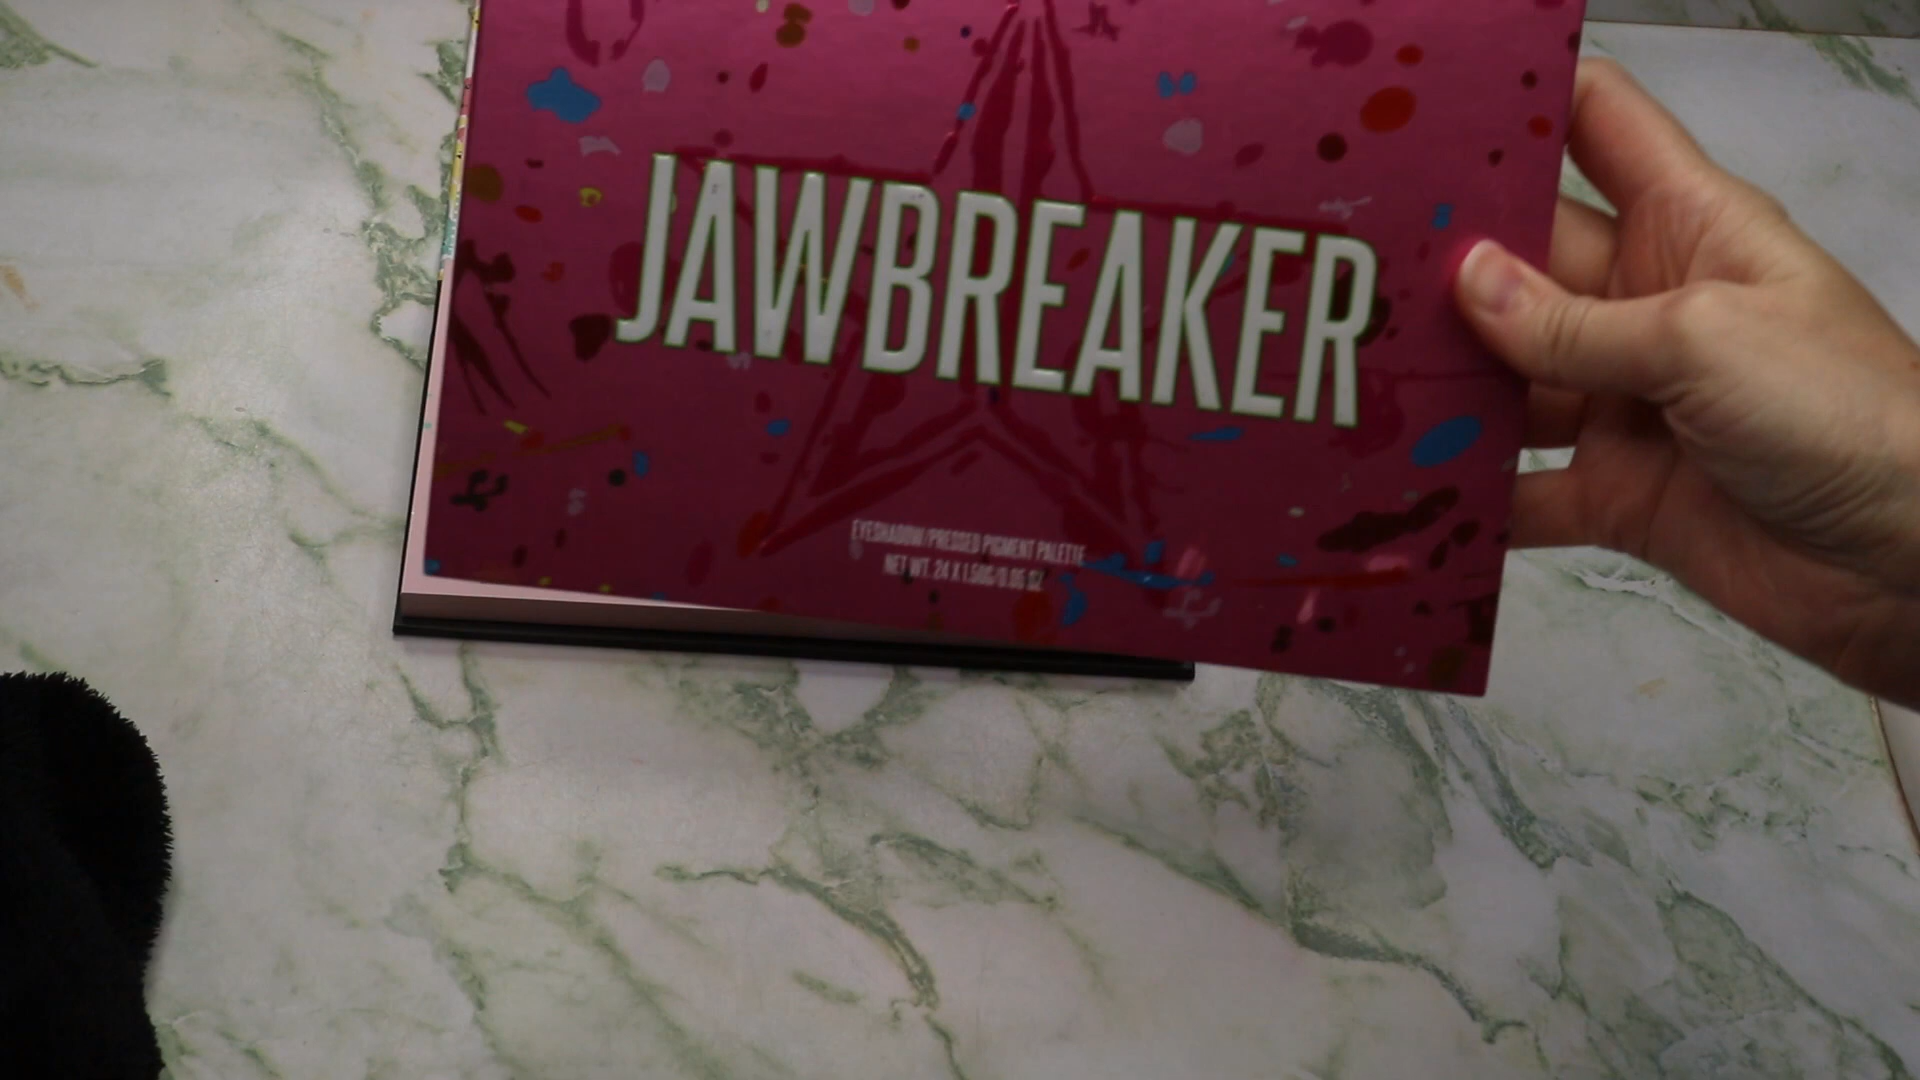 JAWBREAKER
EYESHADOW/PRESSED PIGMENT PALETTE
NET WT. 24 X 1.50G/0.05 OZ.